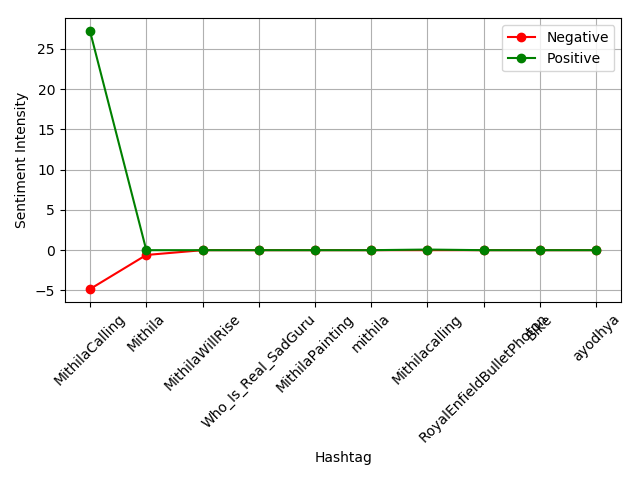 Negative
Positive
25
20
15
10
5
0
−5
Sentiment Intensity
MithilaCalling
Mithila
MithilaWillRise
Who_Is_Real_SadGuru
MithilaPainting
mithila
Mithilacalling
RoyalEnfieldBulletPhoton
Bike
ayodhya
Hashtag